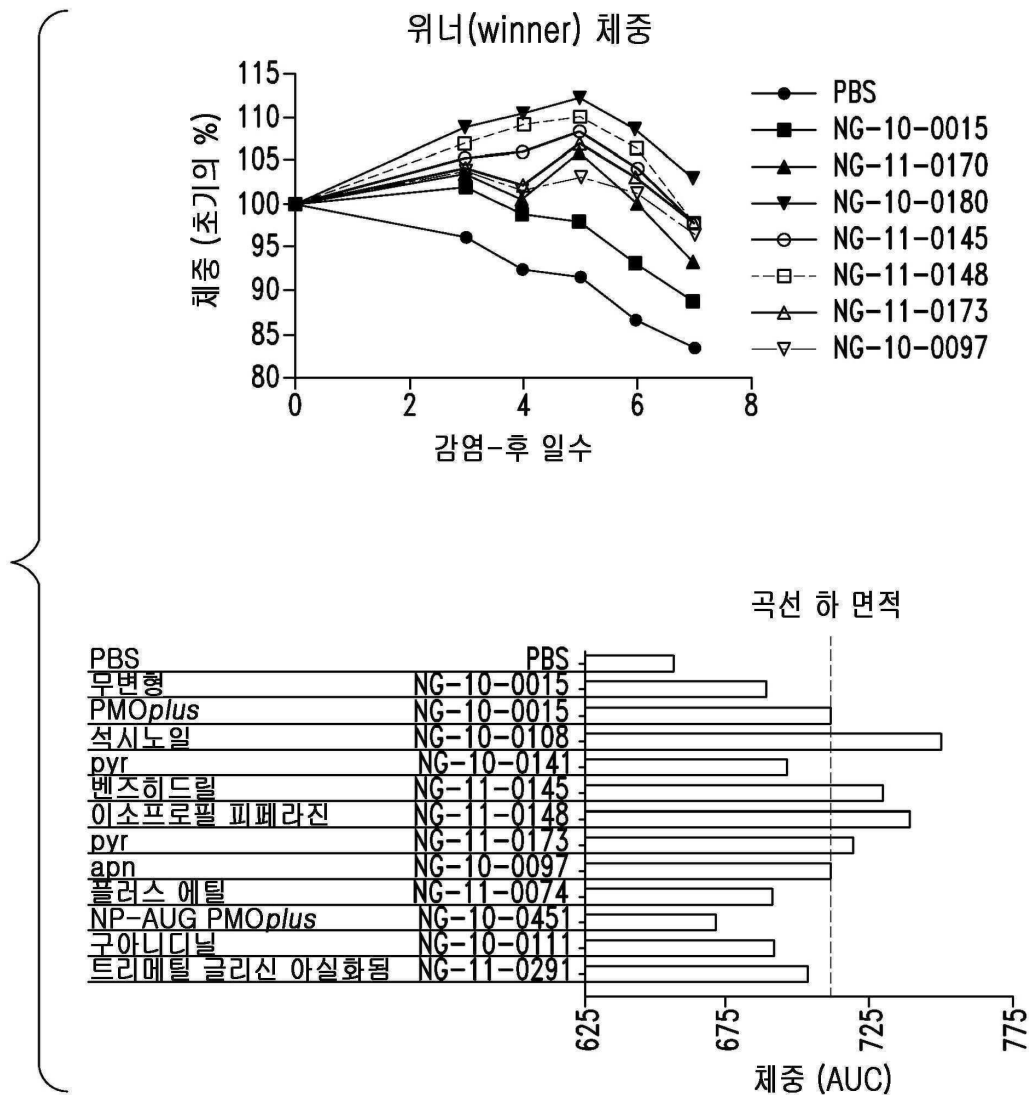 위너(winner) 체중
115
110
105
100
95
90
85
80
체중 (초기의 %)
0 2 4 6 8
감염-후 일수
PBS
NG-10-0015
NG-11-0170
NG-10-0180
NG-11-0145
NG-11-0148
NG-11-0173
NG-10-0097
곡선 하 면적
PBS PBS
무변형 NG-10-0015
PMOplus NG-10-0015
석시노일 NG-10-0108
pyr NG-10-0141
벤즈히드릴 NG-11-0145
이소프로필 피페라진 NG-11-0148
pyr NG-11-0173
apn NG-10-0097
플러스 에틸 NG-11-0074
NP-AUG PMOplus NG-10-0451
구아니디닐 NG-10-0111
트리메틸 글리신 아실화됨 NG-11-0291
625 675 725 775
체중 (AUC)